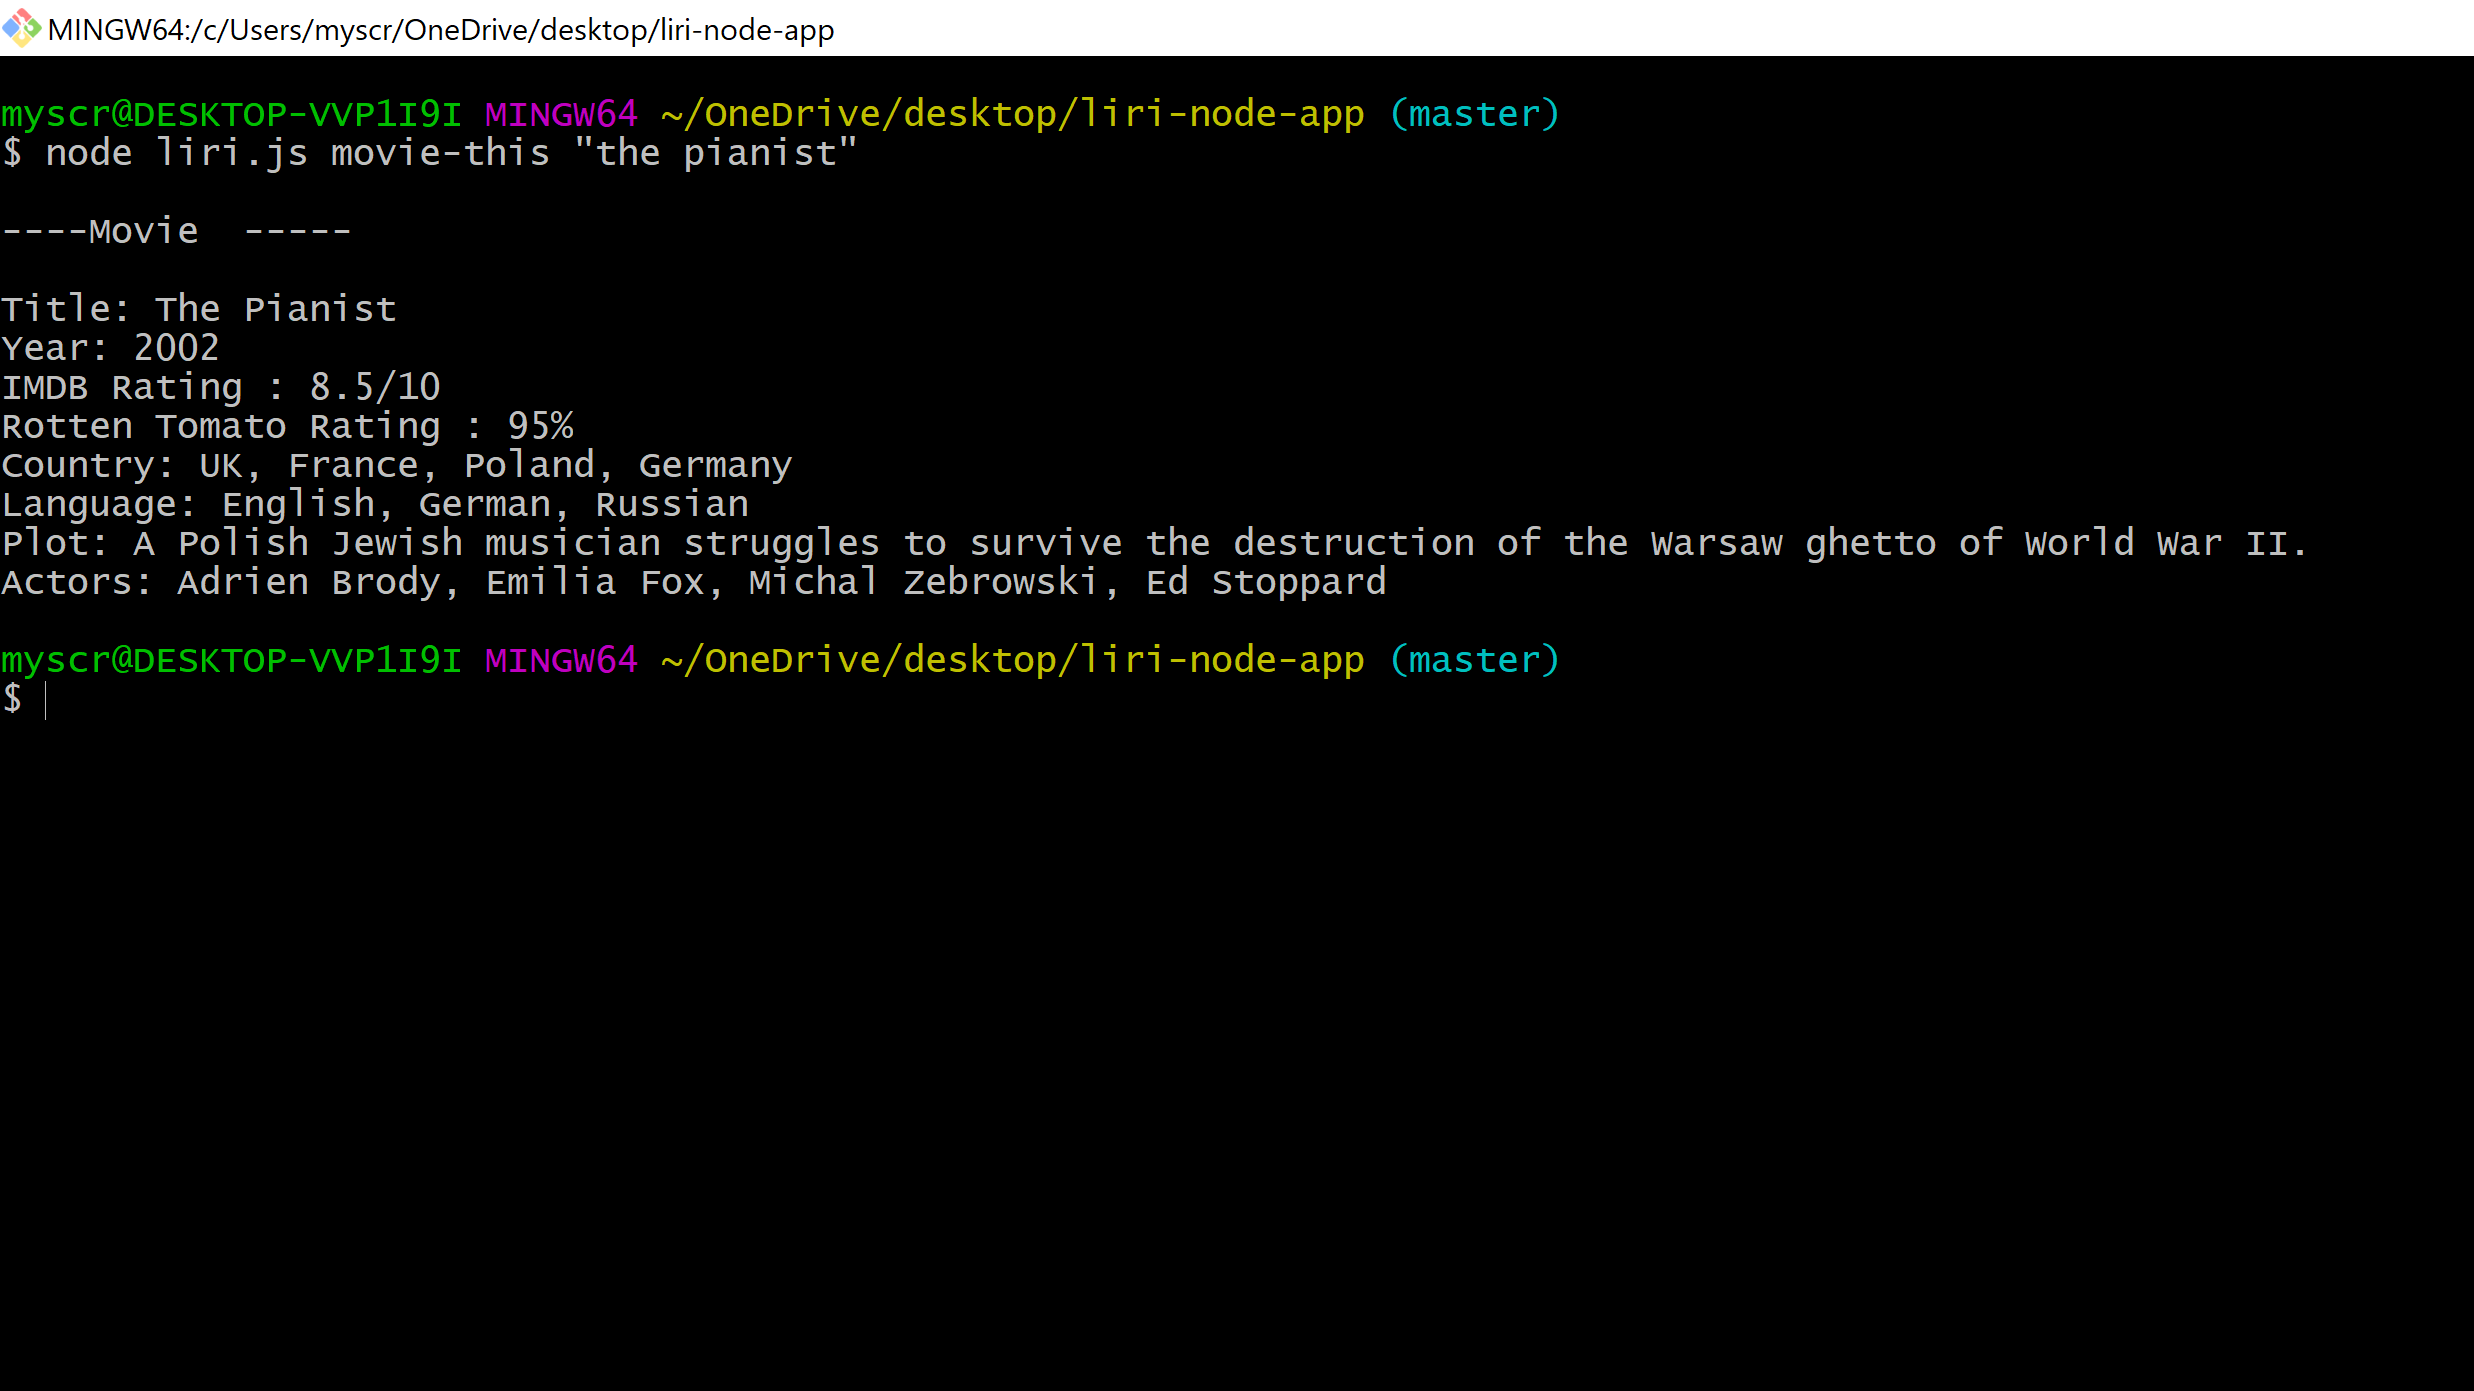 MINGW64:/c/Users/myscr/OneDrive/desktop/liri-node-app
myscr@DESKTOP-VVP1I9I MINGW64 ~/OneDrive/desktop/liri-node-app (master)
$ node liri.js movie-this "the pianist"
----Movie  -----
Title: The Pianist
Year: 2002
IMDB Rating : 8.5/10
Rotten Tomato Rating : 95%
Country: UK, France, Poland, Germany
Language: English, German, Russian
Plot: A Polish Jewish musician struggles to survive the destruction of the Warsaw ghetto of World War II.
Actors: Adrien Brody, Emilia Fox, Michal Zebrowski, Ed Stoppard
myscr@DESKTOP-VVP1I9I MINGW64 ~/OneDrive/desktop/liri-node-app (master)
$